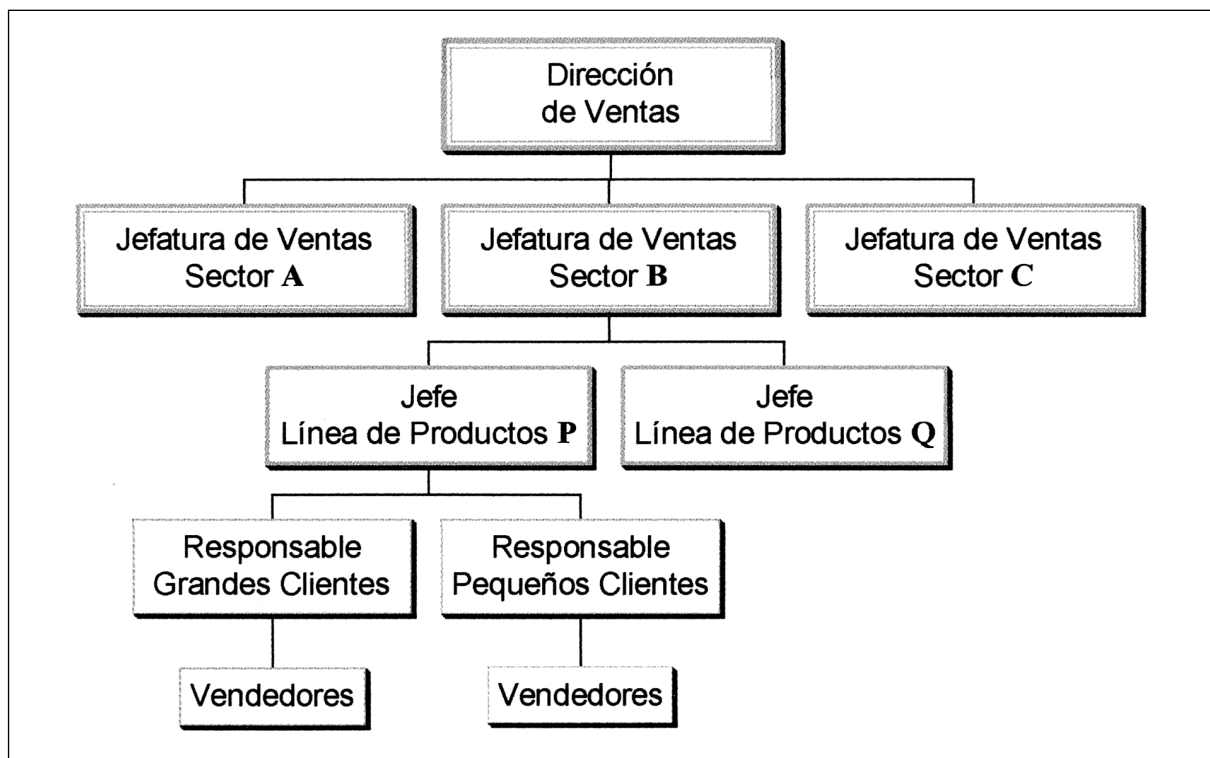 Dirección
de Ventas
Jefatura de Ventas
Sector A
Jefatura de Ventas
Sector B
Jefatura de Ventas
Sector C
Jefe
Línea de Productos P
Jefe
Línea de Productos Q
Responsable
Grandes Clientes
Responsable
Pequeños Clientes
Vendedores
Vendedores